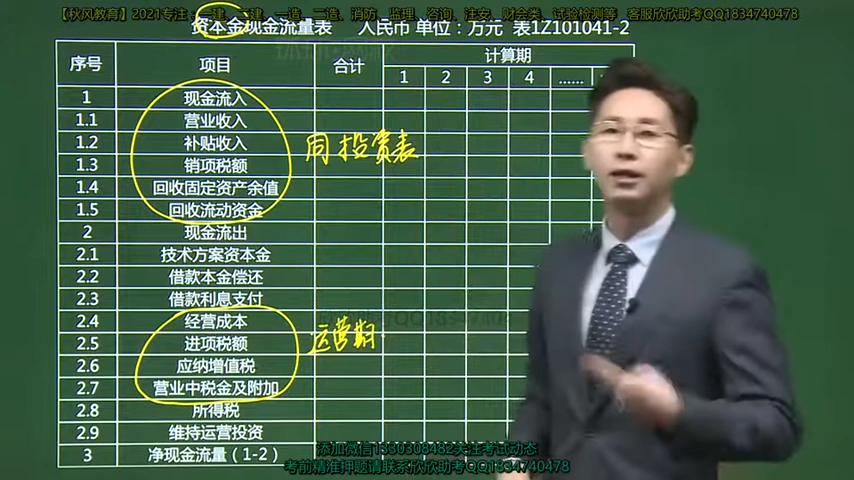 【秋风教育】2021专注：一建、二建、一造、二造、消防、监理、咨询、注安、财会类、试验检测等 客服欣欣助考QQ1834740478
资本金现金流量表 人民币 单位：万元 表1Z101041-2
序号 项目 合计 计算期
1 2 3 4 ......
1 现金流入
1.1 营业收入
1.2 补贴收入 同投资表
1.3 销项税额
1.4 回收固定资产余值
1.5 回收流动资金
2 现金流出
2.1 技术方案资本金
2.2 借款本金偿还
2.3 借款利息支付
2.4 经营成本
2.5 进项税额 运营期
2.6 应纳增值税
2.7 营业中税金及附加
2.8 所得税
2.9 维持运营投资
3 净现金流量（1-2）
添加微信1330308482关注考试动态
考前精准押题请联系欣欣助考QQ1834740478